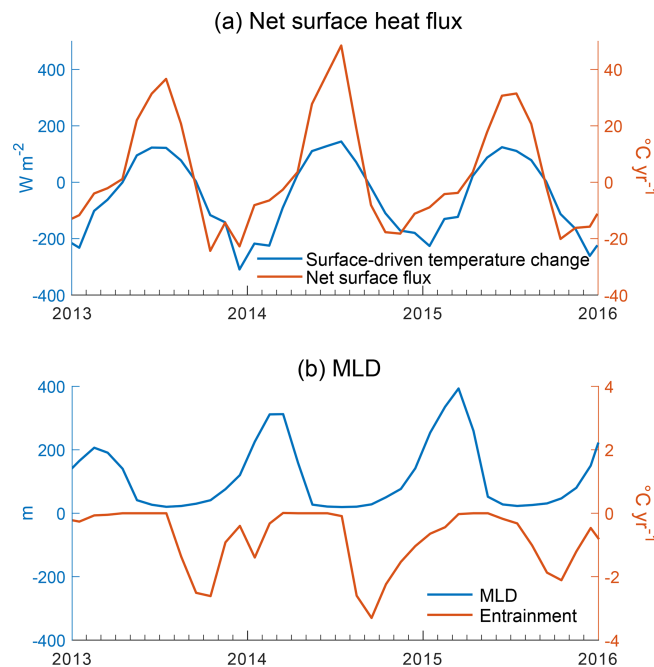 (a) Net surface heat flux
400
200
0
-200
-400
W m⁻²
40
20
0
-20
-40
°C yr⁻¹
Surface-driven temperature change
Net surface flux
2013 2014 2015 2016
(b) MLD
400
200
0
-200
-400
m
4
2
0
-2
-4
°C yr⁻¹
MLD
Entrainment
2013 2014 2015 2016